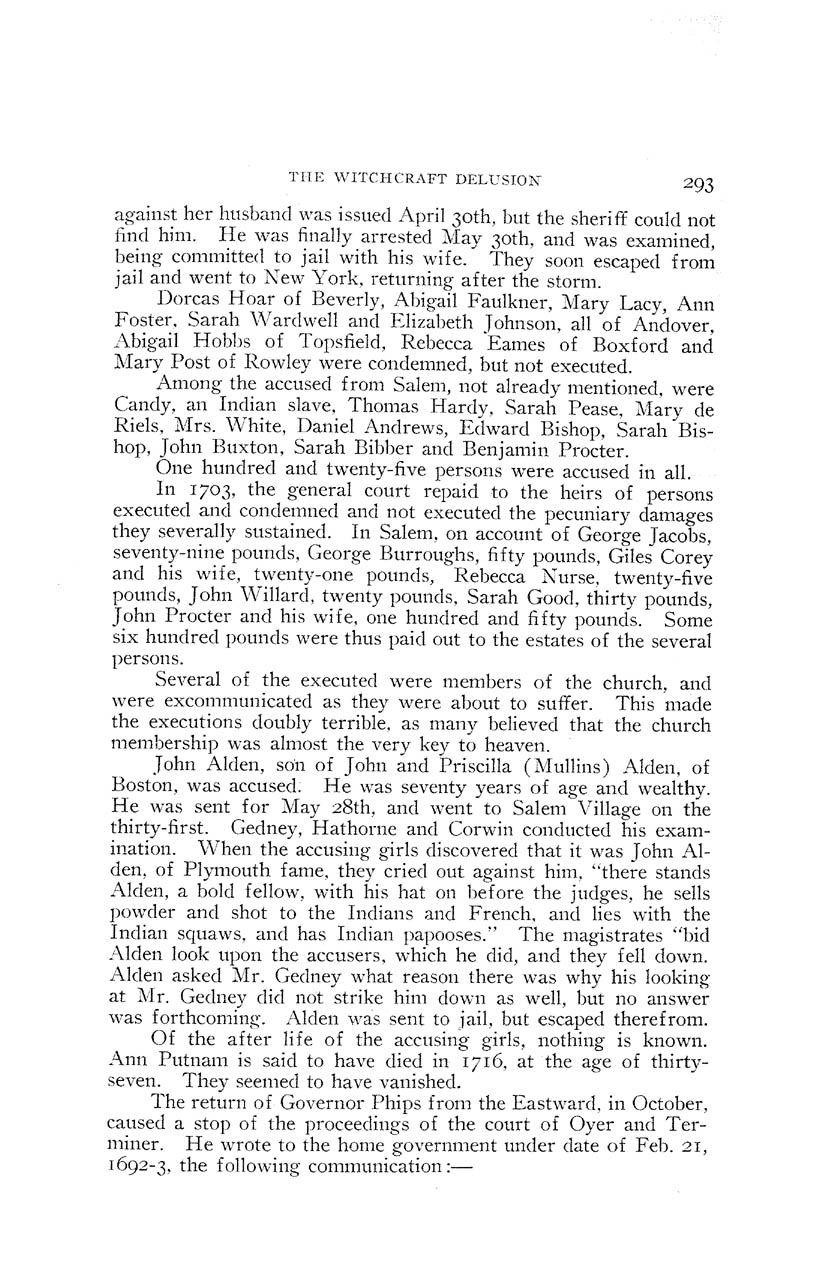 THE WITCHCRAFT DELUSION 293
against her husband was issued April 30th, but the sheriff could not
find him. He was finally arrested May 30th, and was examined,
being committed to jail with his wife. They soon escaped from
jail and went to New York, returning after the storm.
Dorcas Hoar of Beverly, Abigail Faulkner, Mary Lacy, Ann
Foster, Sarah Wardwell and Elizabeth Johnson, all of Andover,
Abigail Hobbs of Topsfield, Rebecca Eames of Boxford and
Mary Post of Rowley were condemned, but not executed.
Among the accused from Salem, not already mentioned, were
Candy, an Indian slave, Thomas Hardy, Sarah Pease, Mary de
Riels, Mrs. White, Daniel Andrews, Edward Bishop, Sarah Bis-
hop, John Buxton, Sarah Bibber and Benjamin Procter.
One hundred and twenty-five persons were accused in all.
In 1703, the general court repaid to the heirs of persons
executed and condemned and not executed the pecuniary damages
they severally sustained. In Salem, on account of George Jacobs,
seventy-nine pounds, George Burroughs, fifty pounds, Giles Corey
and his wife, twenty-one pounds, Rebecca Nurse, twenty-five
pounds, John Willard, twenty pounds, Sarah Good, thirty pounds,
John Procter and his wife, one hundred and fifty pounds. Some
six hundred pounds were thus paid out to the estates of the several
persons.
Several of the executed were members of the church, and
were excommunicated as they were about to suffer. This made
the executions doubly terrible, as many believed that the church
membership was almost the very key to heaven.
John Alden, son of John and Priscilla (Mullins) Alden, of
Boston, was accused. He was seventy years of age and wealthy.
He was sent for May 28th, and went to Salem Village on the
thirty-first. Gedney, Hathorne and Corwin conducted his exam-
ination. When the accusing girls discovered that it was John Al-
den, of Plymouth fame, they cried out against him, "there stands
Alden, a bold fellow, with his hat on before the judges, he sells
powder and shot to the Indians and French, and lies with the
Indian squaws, and has Indian papooses." The magistrates "bid
Alden look upon the accusers, which he did, and they fell down.
Alden asked Mr. Gedney what reason there was why his looking
at Mr. Gedney did not strike him down as well, but no answer
was forthcoming. Alden was sent to jail, but escaped therefrom.
Of the after life of the accusing girls, nothing is known.
Ann Putnam is said to have died in 1716, at the age of thirty-
seven. They seemed to have vanished.
The return of Governor Phips from the Eastward, in October,
caused a stop of the proceedings of the court of Oyer and Ter-
miner. He wrote to the home government under date of Feb. 21,
1692-3, the following communication:—